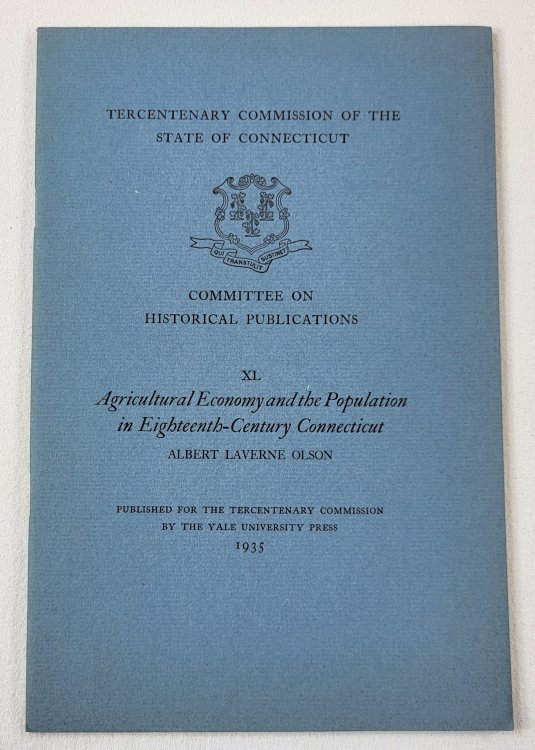 TERCENTENARY COMMISSION OF THE
STATE OF CONNECTICUT
QUI TRANSTULIT SUSTINET
COMMITTEE ON
HISTORICAL PUBLICATIONS
XL
Agricultural Economy and the Population
in Eighteenth-Century Connecticut
ALBERT LAVERNE OLSON
PUBLISHED FOR THE TERCENTENARY COMMISSION
BY THE YALE UNIVERSITY PRESS
1935